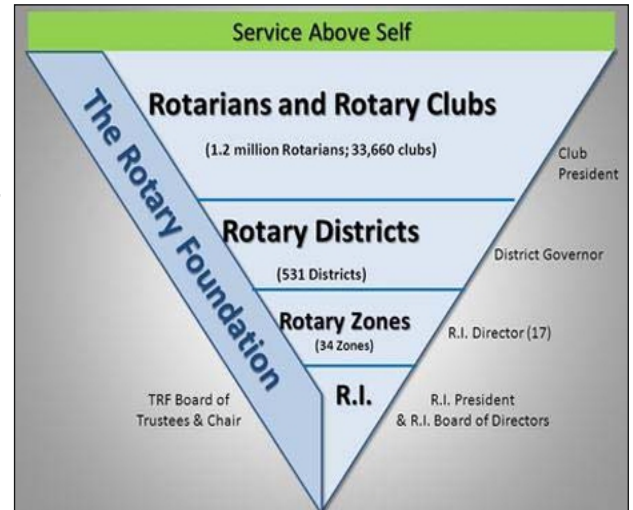 Service Above Self
The Rotary Foundation
Rotarians and Rotary Clubs
(1.2 million Rotarians; 33,660 clubs)
Club
President
Rotary Districts
(531 Districts)
District Governor
Rotary Zones
(34 Zones)
R.I. Director (17)
R.I.
TRF Board of
Trustees & Chair
R.I. President
& R.I. Board of Directors